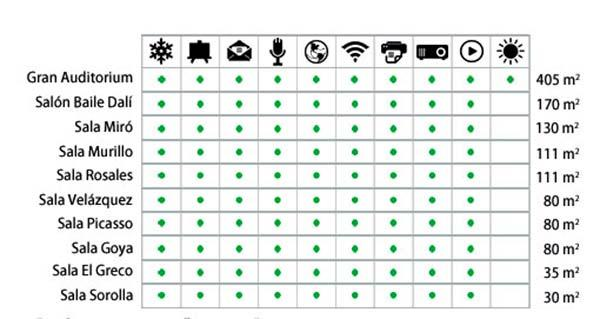 Gran Auditorium 405 m²
Salón Baile Dalí 170 m²
Sala Miró 130 m²
Sala Murillo 111 m²
Sala Rosales 111 m²
Sala Velázquez 80 m²
Sala Picasso 80 m²
Sala Goya 80 m²
Sala El Greco 35 m²
Sala Sorolla 30 m²